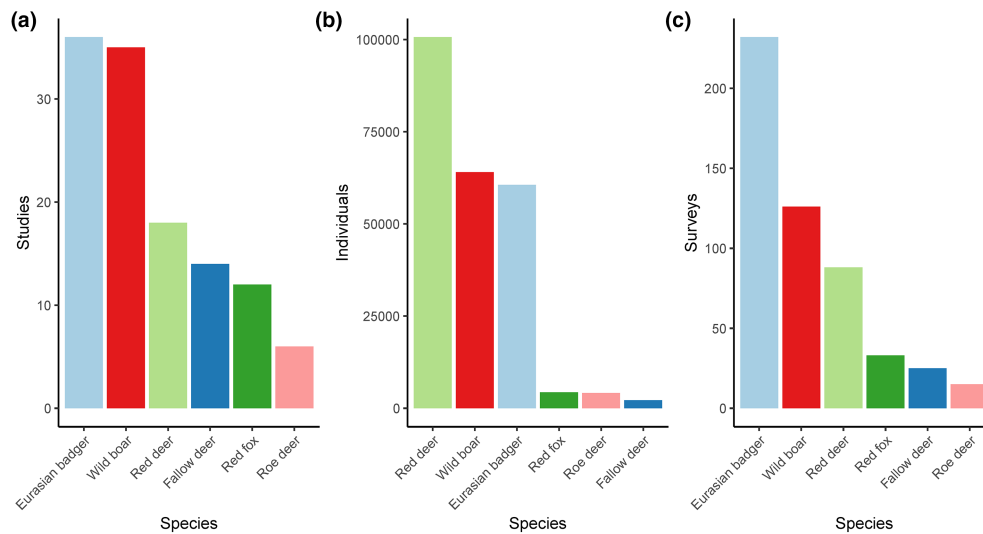 (a)
Studies
30
20
10
0
Eurasian badger
Wild boar
Red deer
Fallow deer
Red fox
Roe deer
Species
(b)
Individuals
100000
75000
50000
25000
0
Red deer
Wild boar
Eurasian badger
Red fox
Roe deer
Fallow deer
Species
(c)
Surveys
200
150
100
50
0
Eurasian badger
Wild boar
Red deer
Red fox
Fallow deer
Roe deer
Species